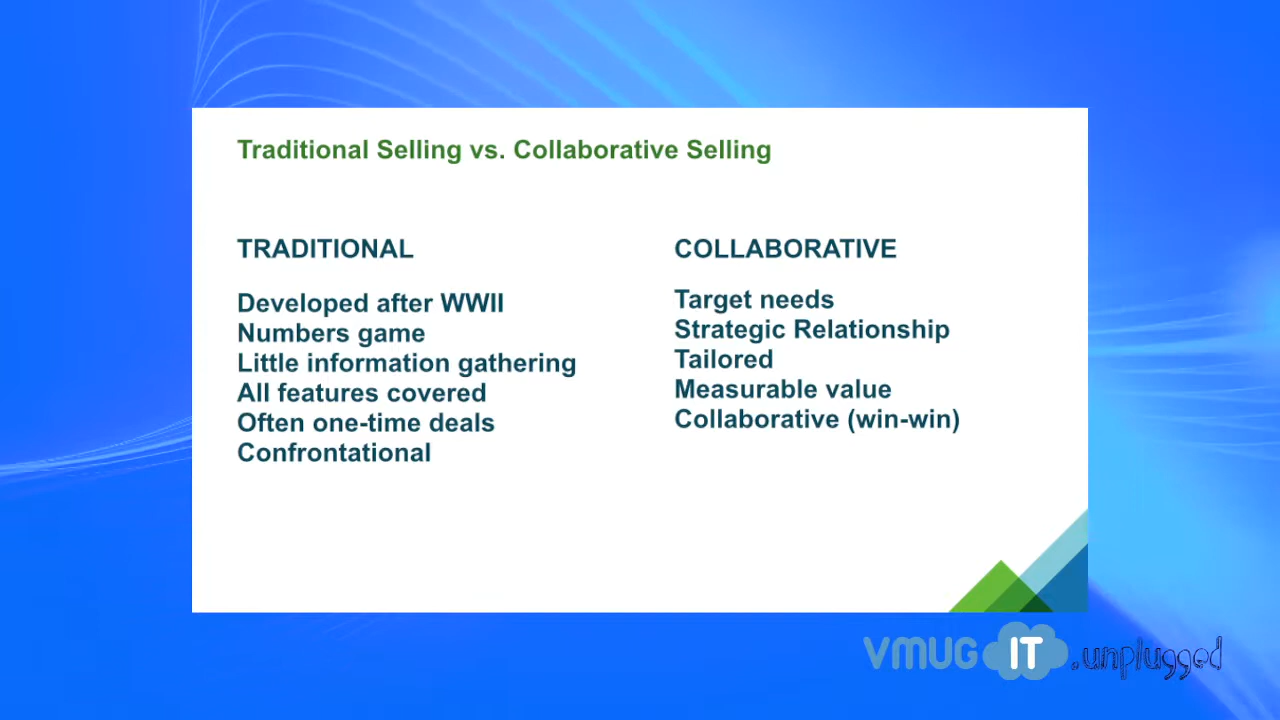 Traditional Selling vs. Collaborative Selling
TRADITIONAL
Developed after WWII
Numbers game
Little information gathering
All features covered
Often one-time deals
Confrontational
COLLABORATIVE
Target needs
Strategic Relationship
Tailored
Measurable value
Collaborative (win-win)
VMUG IT .unplugged